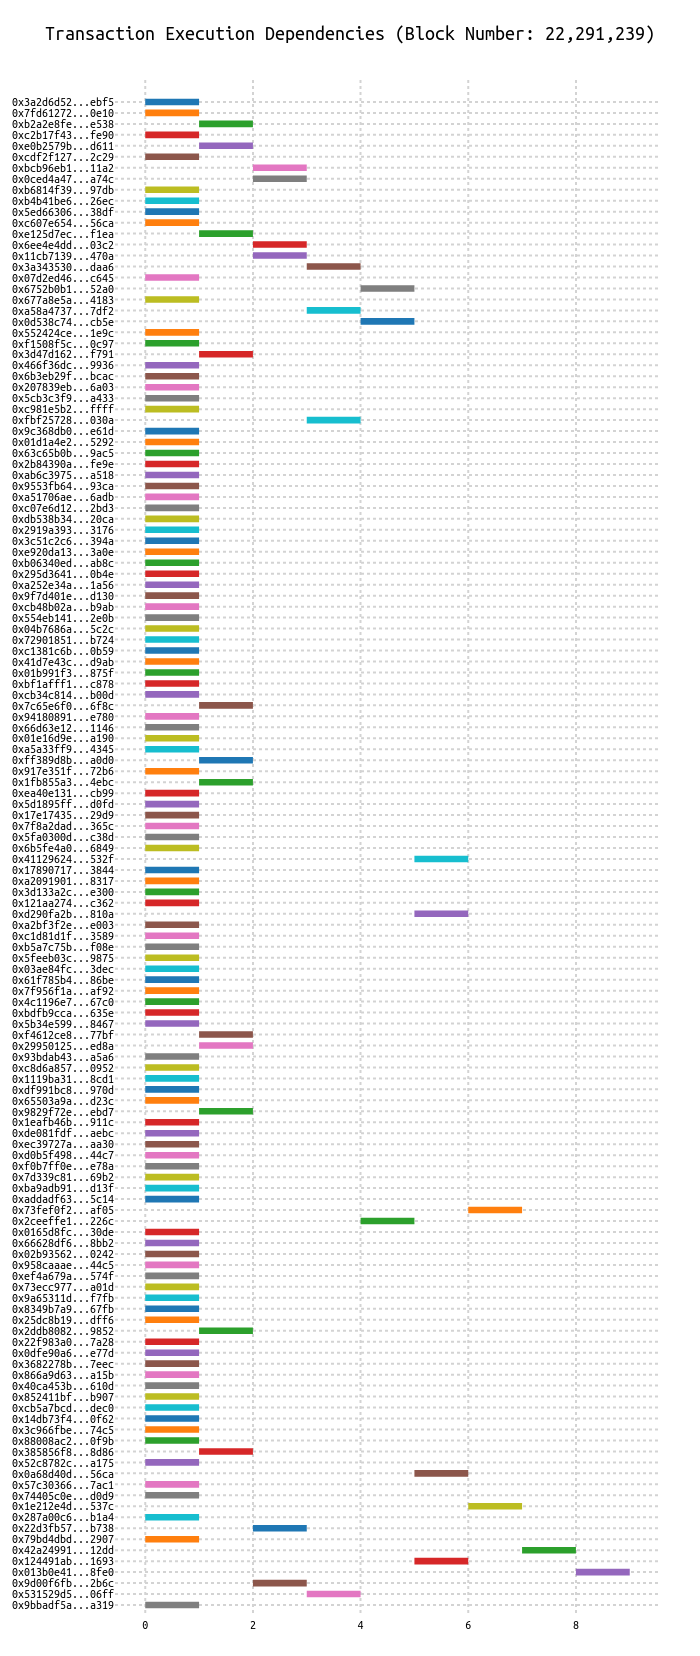 Transaction Execution Dependencies (Block Number: 22,291,239)
0x3a2d6d52...ebf5
0x7fd61272...0e10
0xb2a2e8fe...e538
0xc2b17f43...fe90
0xe0b2579b...d611
0xcdf2f127...2c29
0xbcb96eb1...11a2
0x0ced4a47...a74c
0xb6814f39...97db
0xb4b41be6...26ec
0x5ed66306...38df
0xc607e654...56ca
0xe125d7ec...f1ea
0x6ee4e4dd...03c2
0x11cb7139...470a
0x3a343530...daa6
0x07d2ed46...c645
0x6752b0b1...52a0
0x677a8e5a...4183
0xa58a4737...7df2
0x0d538c74...cb5e
0x552424ce...1e9c
0xf1508f5c...0c97
0x3d47d162...f791
0x466f36dc...9936
0x6b3eb29f...bcac
0x207839eb...6a03
0x5cb3c3f9...a433
0xc981e5b2...ffff
0xfbf25728...030a
0x9c368db0...e61d
0x01d1a4e2...5292
0x63c65b0b...9ac5
0x2b84390a...fe9e
0xab6c3975...a518
0x9553fb64...93ca
0xa51706ae...6adb
0xc07e6d12...2bd3
0xdb538b34...20ca
0x2919a393...3176
0x3c51c2c6...394a
0xe920da13...3a0e
0xb06340ed...ab8c
0x295d3641...0b4e
0xa252e34a...1a56
0x9f7d401e...d130
0xcb48b02a...b9ab
0x554eb141...2e0b
0x04b7686a...5c2c
0x72901851...b724
0xc1381c6b...0b59
0x41d7e43c...d9ab
0x01b991f3...875f
0xbf1afff1...c878
0xcb34c814...b00d
0x7c65e6f0...6f8c
0x94180891...e780
0x66d63e12...1146
0x01e16d9e...a190
0xa5a33ff9...4345
0xff389d8b...a0d0
0x917e351f...72b6
0x1fb855a3...4ebc
0xea40e131...cb99
0x5d1895ff...d0fd
0x17e17435...29d9
0x7f8a2dad...365c
0x5fa0300d...c38d
0x6b5fe4a0...6849
0x41129624...532f
0x17890717...3844
0xa2091901...8317
0x3d133a2c...e300
0x121aa274...c362
0xd290fa2b...810a
0xa2bf3f2e...e003
0xc1d81d1f...3589
0xb5a7c75b...f08e
0x5feeb03c...9875
0x03ae84fc...3dec
0x61f785b4...86be
0x7f956f1a...af92
0x4c1196e7...67c0
0xbdfb9cca...635e
0x5b34e599...8467
0xf4612ce8...77bf
0x29950125...ed8a
0x93bdab43...a5a6
0xc8d6a857...0952
0x1119ba31...8cd1
0xdf991bc8...970d
0x65503a9a...d23c
0x9829f72e...ebd7
0x1eafb46b...911c
0xde081fdf...aebc
0xec39727a...aa30
0xd0b5f498...44c7
0xf0b7ff0e...e78a
0x7d339c81...69b2
0xba9adb91...d13f
0xaddadf63...5c14
0x73fef0f2...af05
0x2ceeffe1...226c
0x0165d8fc...30de
0x66628df6...8bb2
0x02b93562...0242
0x958caaae...44c5
0xef4a679a...574f
0x73ecc977...a01d
0x9a65311d...f7fb
0x8349b7a9...67fb
0x25dc8b19...dff6
0x2ddb8082...9852
0x22f983a0...7a28
0x0dfe90a6...e77d
0x3682278b...7eec
0x866a9d63...a15b
0x40ca453b...610d
0x852411bf...b907
0xcb5a7bcd...dec0
0x14db73f4...0f62
0x3c966fbe...74c5
0x88008ac2...0f9b
0x385856f8...8d86
0x52c8782c...a175
0x0a68d40d...56ca
0x57c30366...7ac1
0x74405c0e...d0d9
0x1e212e4d...537c
0x287a00c6...b1a4
0x22d3fb57...b738
0x79bd4dbd...2907
0x42a24991...12dd
0x124491ab...1693
0x013b0e41...8fe0
0x9d00f6fb...2b6c
0x531529d5...06ff
0x9bbadf5a...a319
0 2 4 6 8